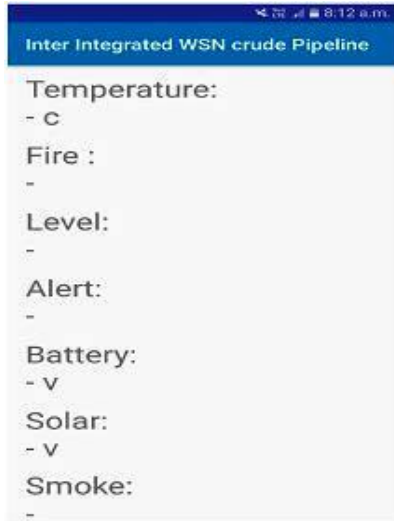 8:12 a.m.
Inter Integrated WSN crude Pipeline
Temperature:
- c
Fire :
-
Level:
-
Alert:
-
Battery:
- v
Solar:
- v
Smoke:
-